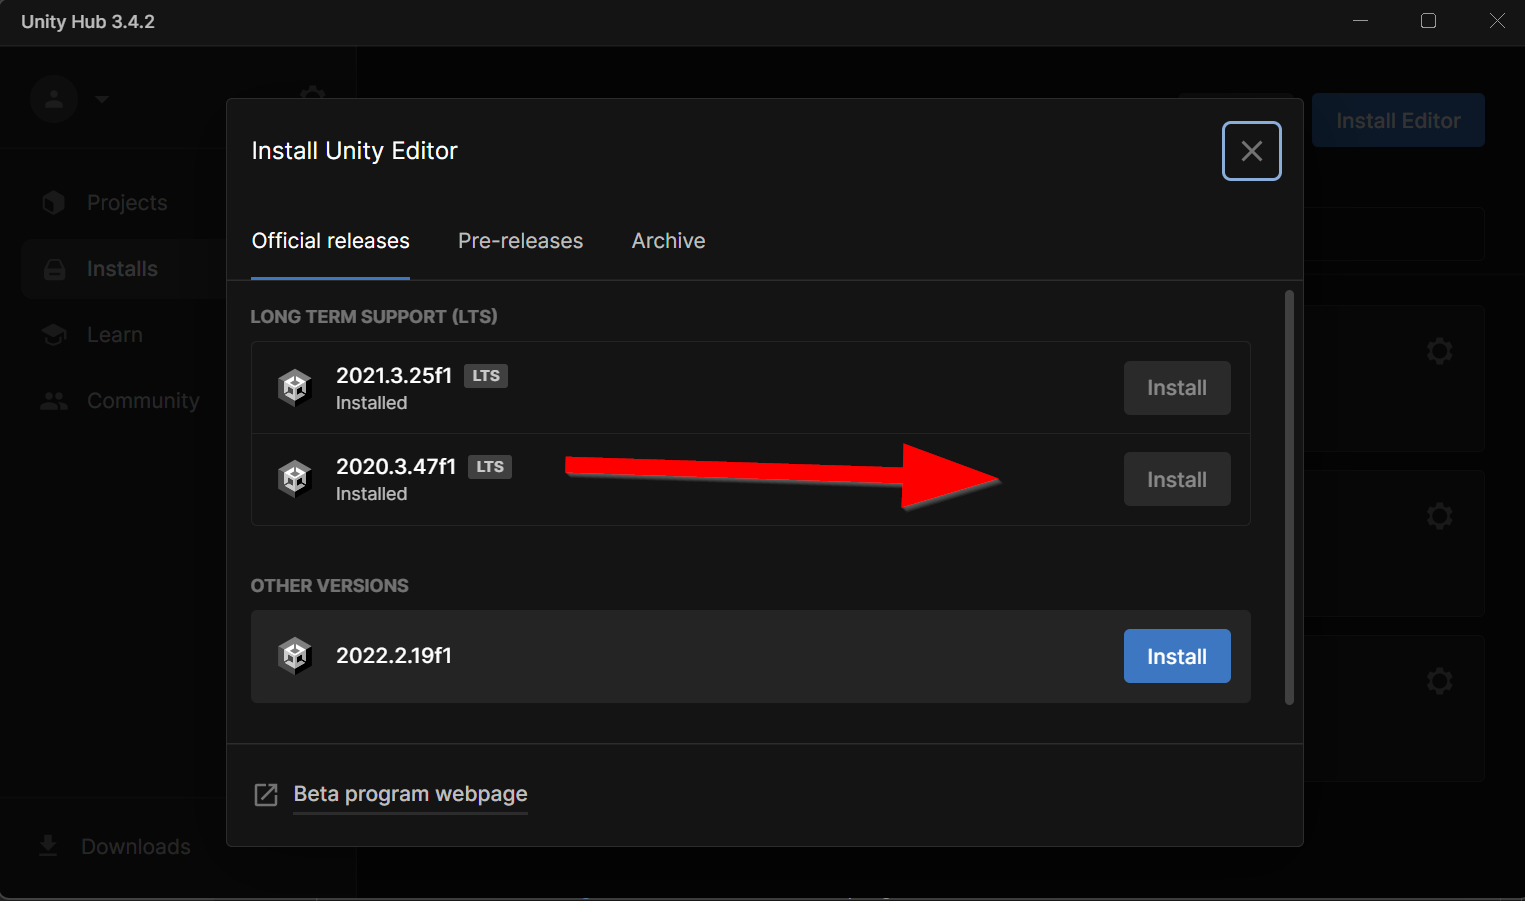 Unity Hub 3.4.2
Install Editor
Install Unity Editor
Projects
Installs
Learn
Community
Downloads
Official releases Pre-releases Archive
LONG TERM SUPPORT (LTS)
2021.3.25f1 LTS
Installed
Install
2020.3.47f1 LTS
Installed
Install
OTHER VERSIONS
2022.2.19f1
Install
Beta program webpage